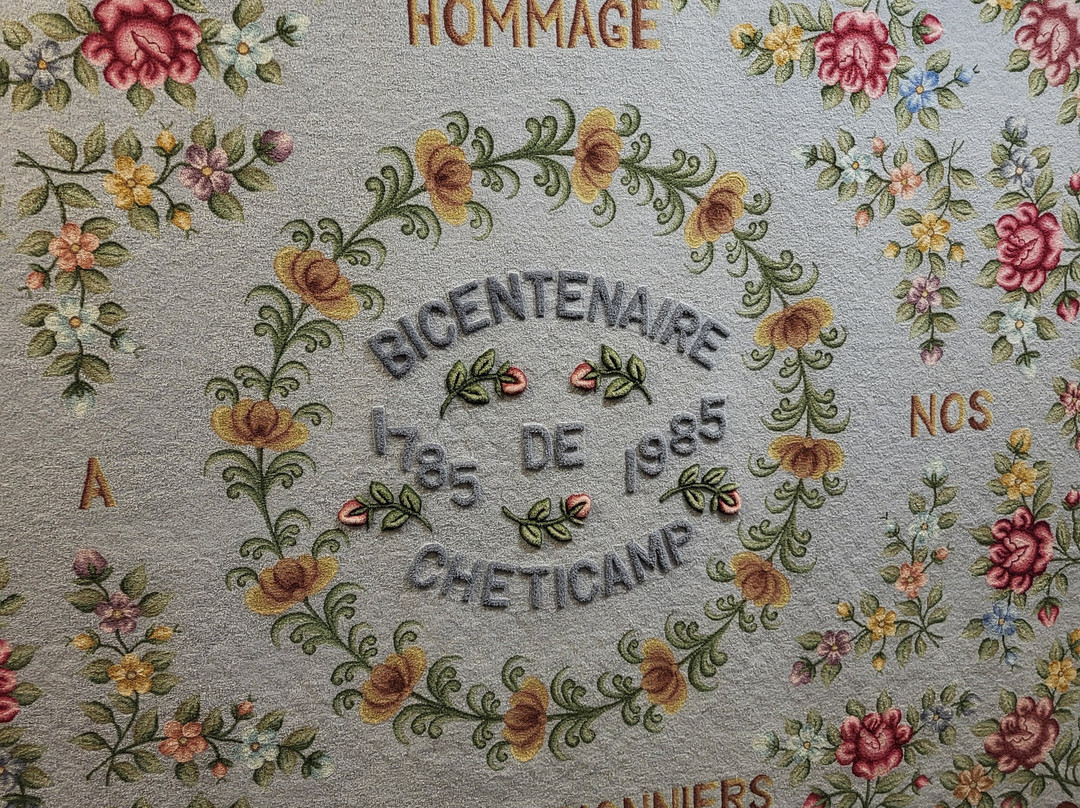 HOMMAGE
BICENTENAIRE
1785 DE 1985
CHETICAMP
A
NOS